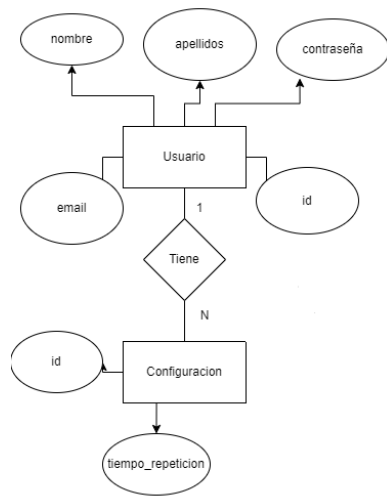 nombre
apellidos
contraseña
Usuario
email
id
1
Tiene
N
id
Configuracion
tiempo_repeticion